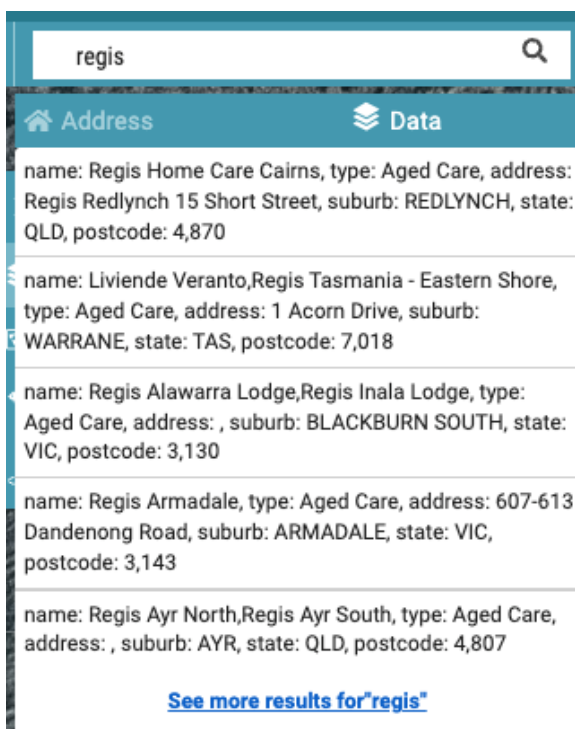 regis
Address
Data
name: Regis Home Care Cairns, type: Aged Care, address:
Regis Redlynch 15 Short Street, suburb: REDLYNCH, state:
QLD, postcode: 4,870
name: Liviende Veranto,Regis Tasmania - Eastern Shore,
type: Aged Care, address: 1 Acorn Drive, suburb:
WARRANE, state: TAS, postcode: 7,018
name: Regis Alawarra Lodge,Regis Inala Lodge, type:
Aged Care, address: , suburb: BLACKBURN SOUTH, state:
VIC, postcode: 3,130
name: Regis Armadale, type: Aged Care, address: 607-613
Dandenong Road, suburb: ARMADALE, state: VIC,
postcode: 3,143
name: Regis Ayr North,Regis Ayr South, type: Aged Care,
address: , suburb: AYR, state: QLD, postcode: 4,807
See more results for"regis"